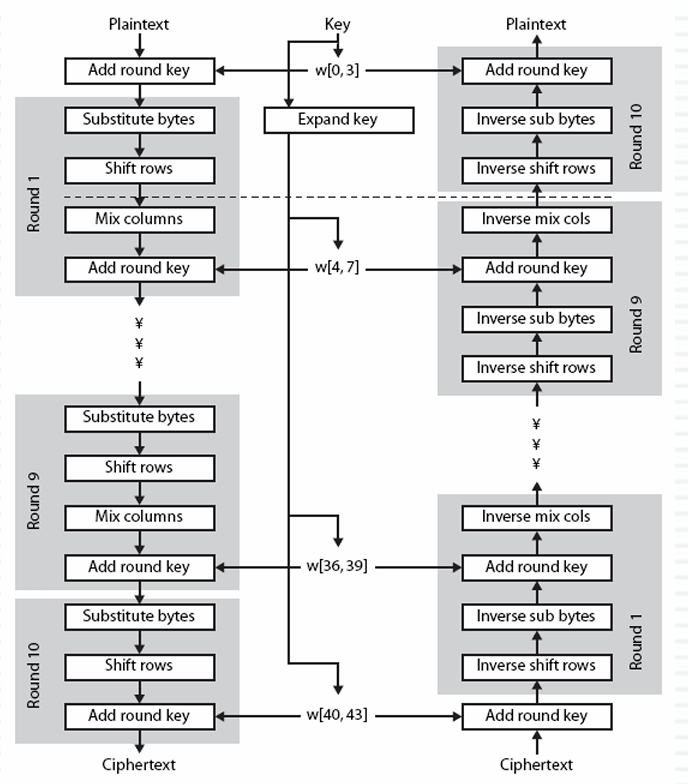 Plaintext
Key
Plaintext
Add round key
w[0, 3]
Add round key
Round 1
Substitute bytes
Shift rows
Mix columns
Add round key
Expand key
Round 10
Inverse sub bytes
Inverse shift rows
w[4, 7]
Round 9
Inverse mix cols
Add round key
Inverse sub bytes
Inverse shift rows
¥
¥
¥
¥
¥
¥
Round 9
Substitute bytes
Shift rows
Mix columns
Add round key
w[36, 39]
Round 1
Inverse mix cols
Add round key
Inverse sub bytes
Inverse shift rows
Round 10
Substitute bytes
Shift rows
Add round key
w[40, 43]
Add round key
Ciphertext
Ciphertext